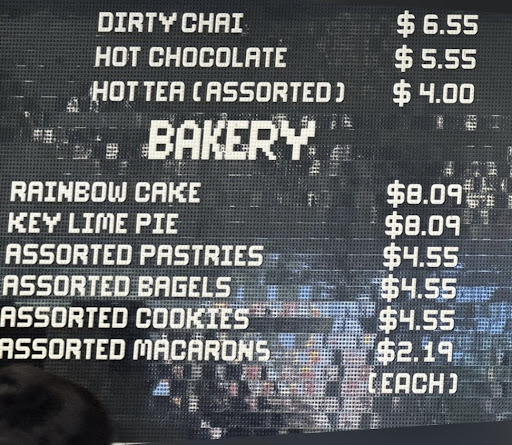 DIRTY CHAI $ 6.55
HOT CHOCOLATE $ 5.55
HOT TEA (ASSORTED) $ 4.00
BAKERY
RAINBOW CAKE $8.09
KEY LIME PIE $8.09
ASSORTED PASTRIES $4.55
ASSORTED BAGELS $4.55
ASSORTED COOKIES $4.55
ASSORTED MACARONS $2.19
(EACH)